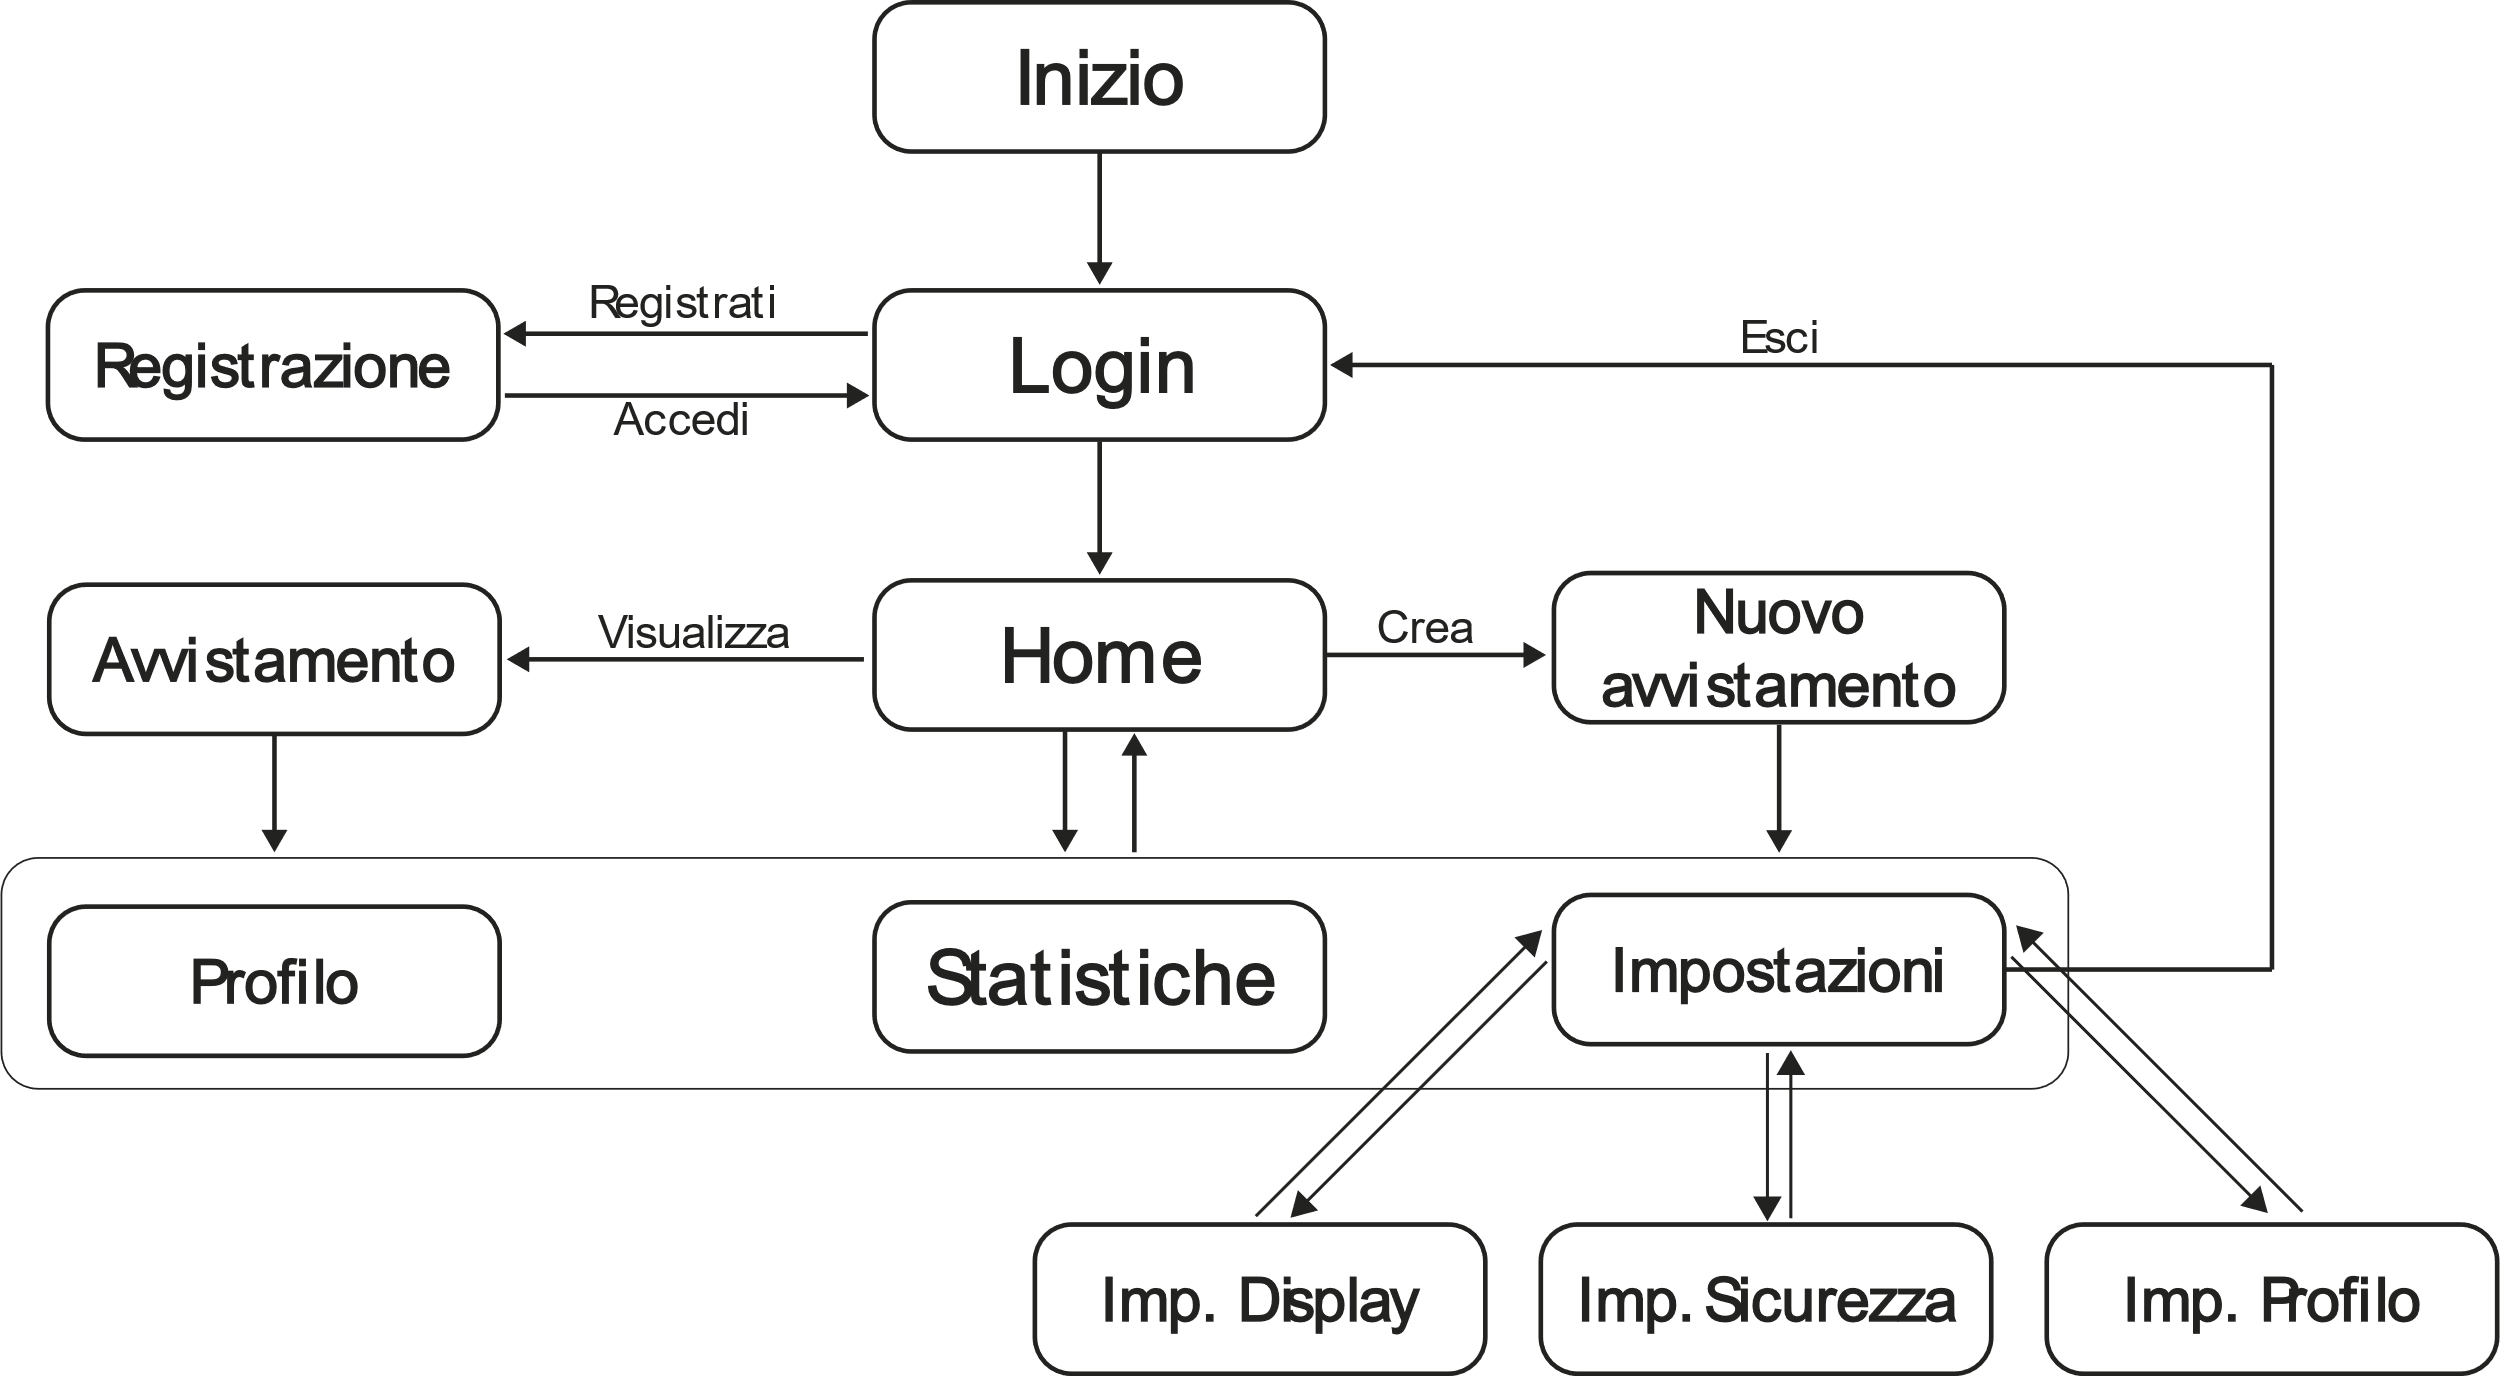 Inizio
Registrati
Esci
Registrazione
Login
Accedi
Visualizza
Crea
Avvistamento
Home
Nuovo
avvistamento
Profilo
Statistiche
Impostazioni
Imp. Display
Imp. Sicurezza
Imp. Profilo